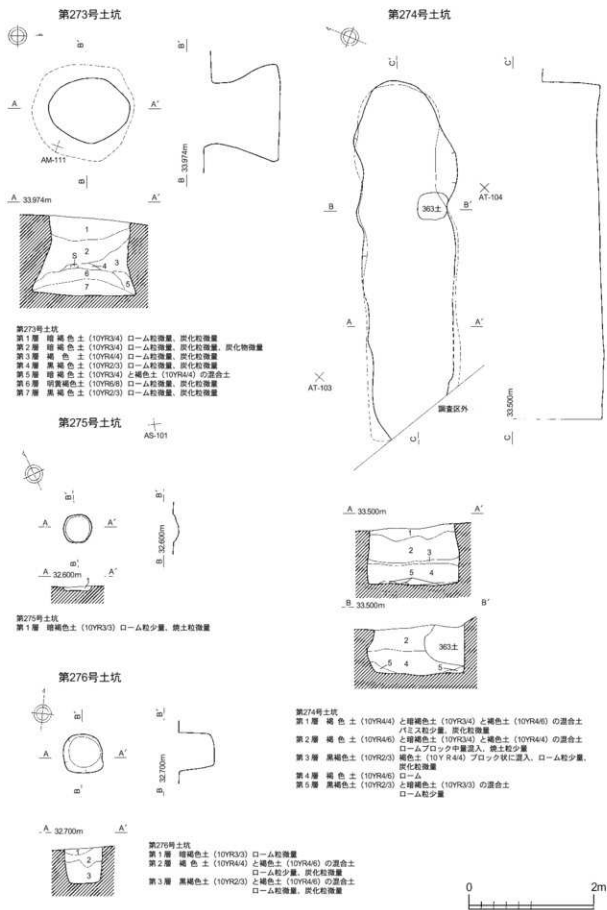 第273号土坑
B'
A
A'
AM-111
B
B'
B 33.974m
A 33.974m
A'
1
2
S
3
4
6
5
7
273号土坑
第1層 暗褐色土（10YR3/4）ローム粒微量、炭化粒微量
第2層 暗褐色土（10YR3/4）ローム粒微量、炭化粒微量、炭化物微量
第3層 褐色土（10YR4/4）ローム粒微量、炭化粒微量
第4層 黒褐色土（10YR2/3）ローム粒微量、炭化粒微量
第5層 暗褐色土（10YR3/4）と褐色土（10YR4/4）の混合土
第6層 明黄褐色土（10YR6/8）ローム粒微量、炭化粒微量
第7層 黒褐色土（10YR2/3）ローム粒微量、炭化粒微量
第274号土坑
C'
C'
363土
B
B'
AT-104
A
A'
AT-103
調査区外
C
33.500m
C
A 33.500m
A'
1
2
3
5
4
B 33.500m
B'
2
363土
5
4
5
274号土坑
第1層 褐色土（10YR4/4）と暗褐色土（10YR3/4）と褐色土（10YR4/6）の混合土
パミス粒少量、炭化粒微量
第2層 褐色土（10YR4/6）と暗褐色土（10YR3/4）と褐色土（10YR4/4）の混合土
ロームブロック中量混入、焼土粒少量
第3層 黒褐色土（10YR2/3）褐色土（10YR4/4）ブロック状に混入、ローム粒少量、
炭化粒微量
第4層 褐色土（10YR4/6）ローム
第5層 黒褐色土（10YR2/3）と暗褐色土（10YR3/3）の混合土
ローム粒少量
第275号土坑
AS-101
B'
A
A'
B'
B'
B 32.600m
A 32.600m
A'
1
275号土坑
第1層 暗褐色土（10YR3/3）ローム粒少量、焼土粒微量
第276号土坑
B'
A
A'
B
B'
B 32.700m
A 32.700m
A'
1
2
3
276号土坑
第1層 暗褐色土（10YR3/3）ローム粒微量
第2層 褐色土（10YR4/4）と褐色土（10YR4/6）の混合土
ローム粒少量、炭化粒微量
第3層 黒褐色土（10YR2/3）と褐色土（10YR4/6）の混合土
ローム粒微量、炭化粒微量
0
2m